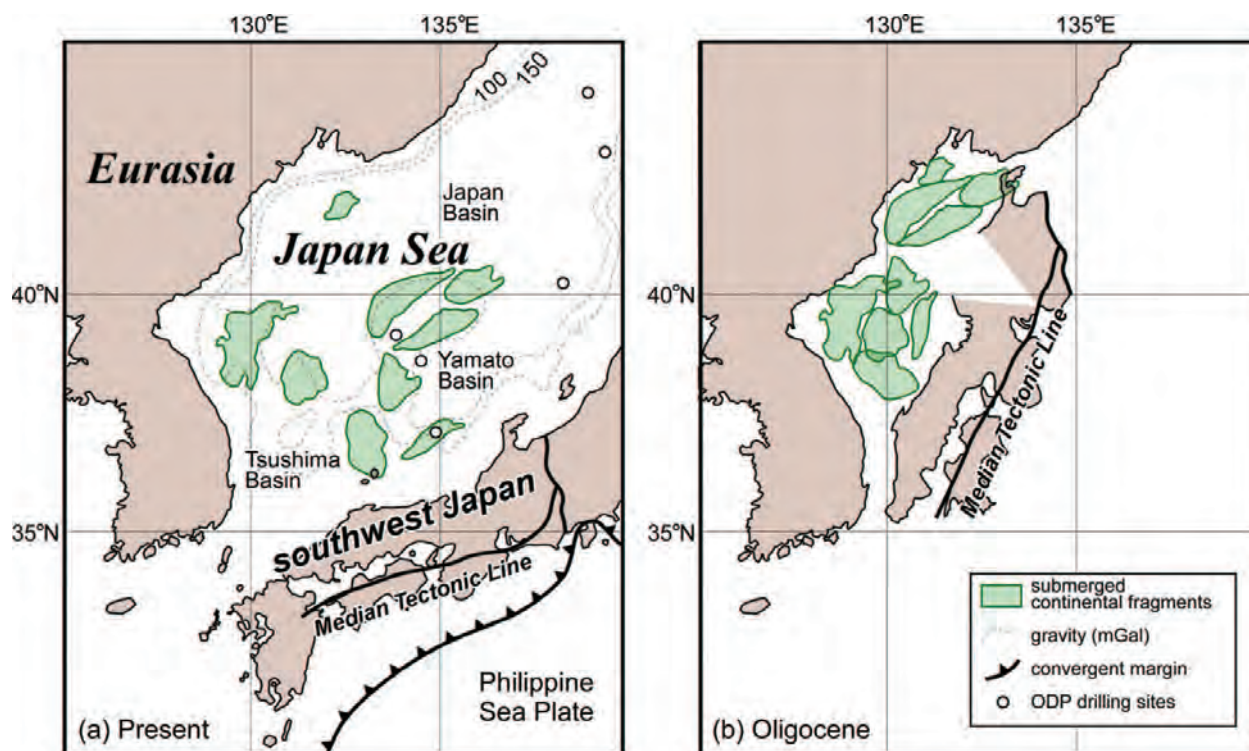 130°E
135°E
100
150
Eurasia
Japan
Basin
Japan Sea
40°N
Yamato
Basin
Tsushima
Basin
southwest Japan
35°N
Median Tectonic Line
Philippine
Sea Plate
(a) Present
130°E
135°E
40°N
Median Tectonic Line
35°N
submerged
continental fragments
gravity (mGal)
convergent margin
ODP drilling sites
(b) Oligocene